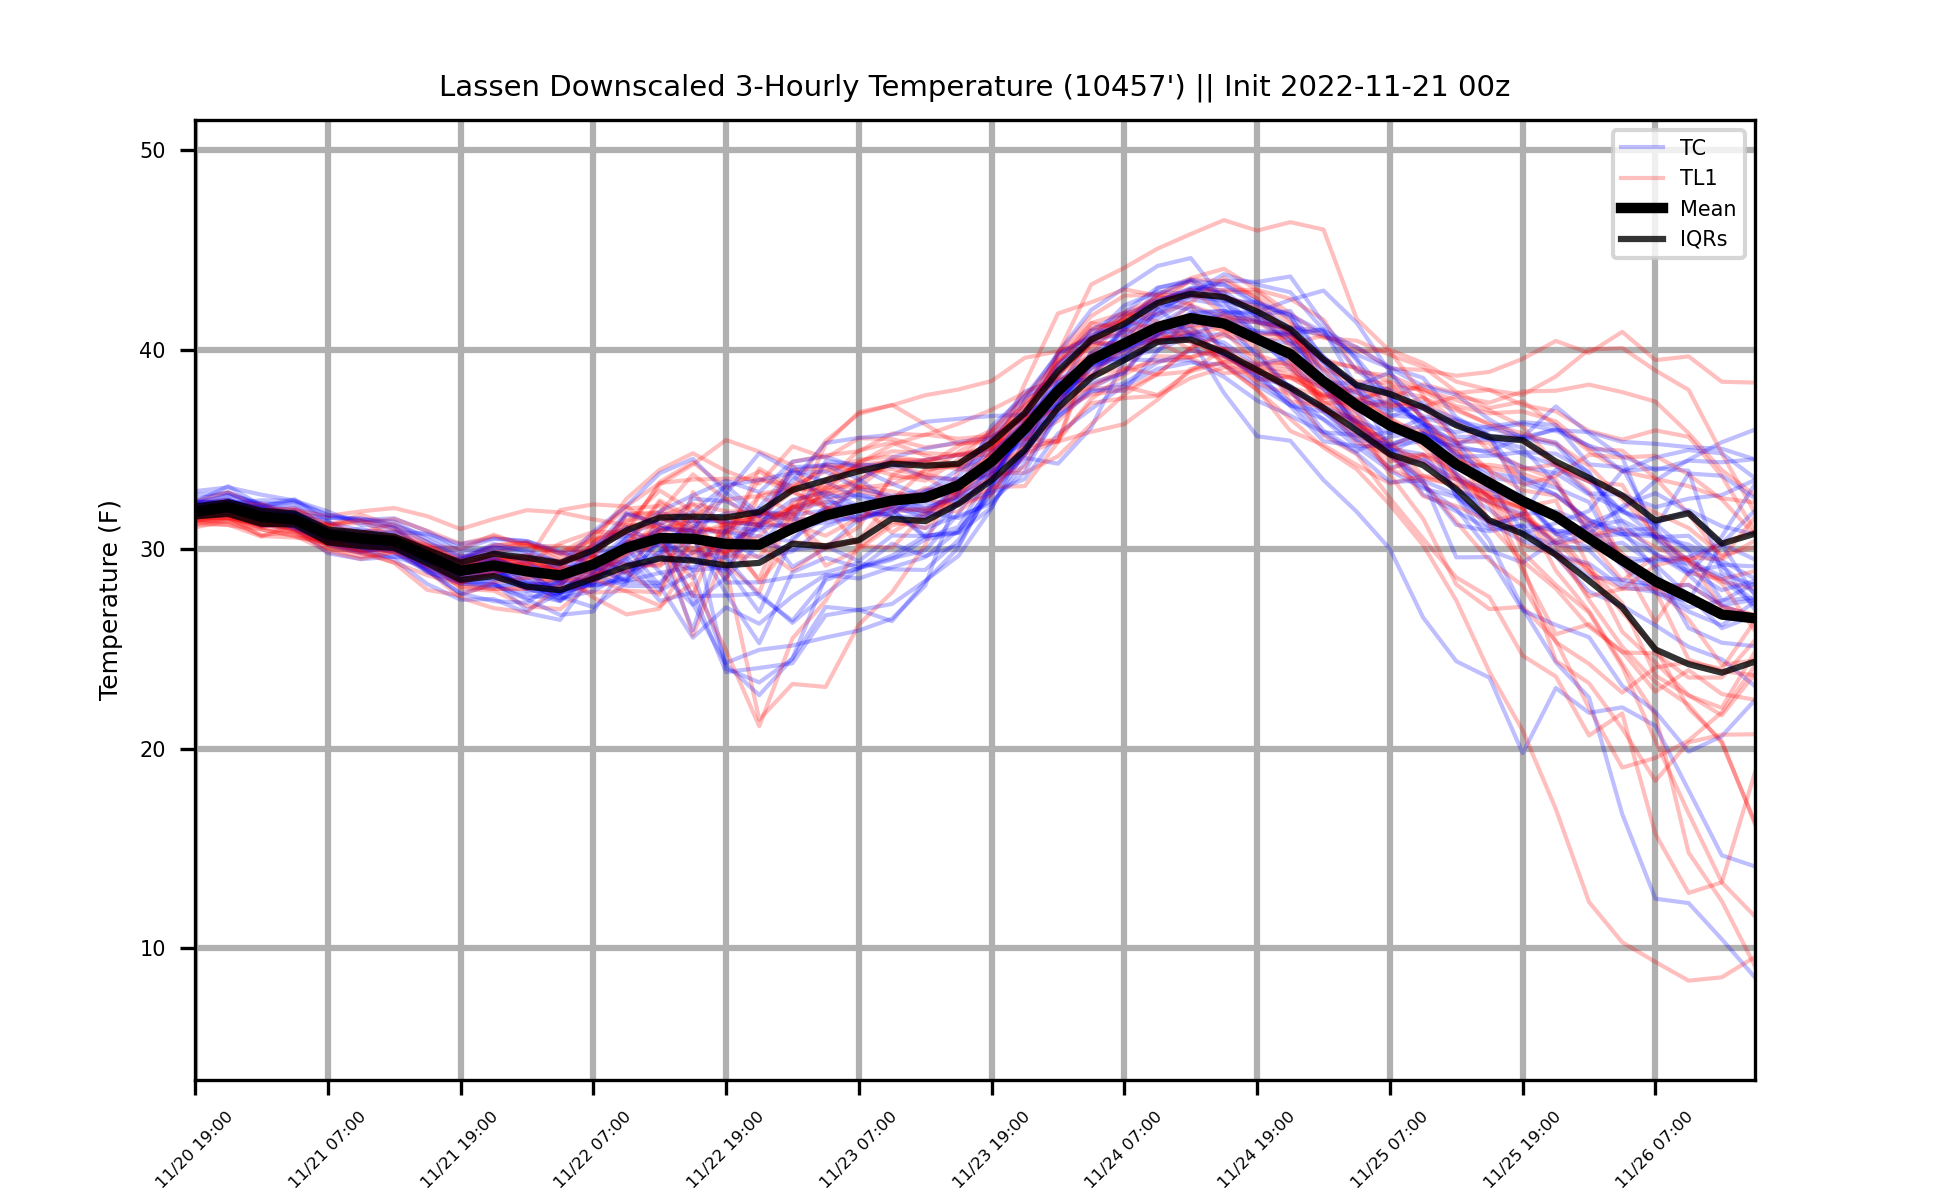 Lassen Downscaled 3-Hourly Temperature (10457') || Init 2022-11-21 00z
TC
TL1
Mean
IQRs
Temperature (F)
50
40
30
20
10
11/20 19:00
11/21 07:00
11/21 19:00
11/22 07:00
11/22 19:00
11/23 07:00
11/23 19:00
11/24 07:00
11/24 19:00
11/25 07:00
11/25 19:00
11/26 07:00